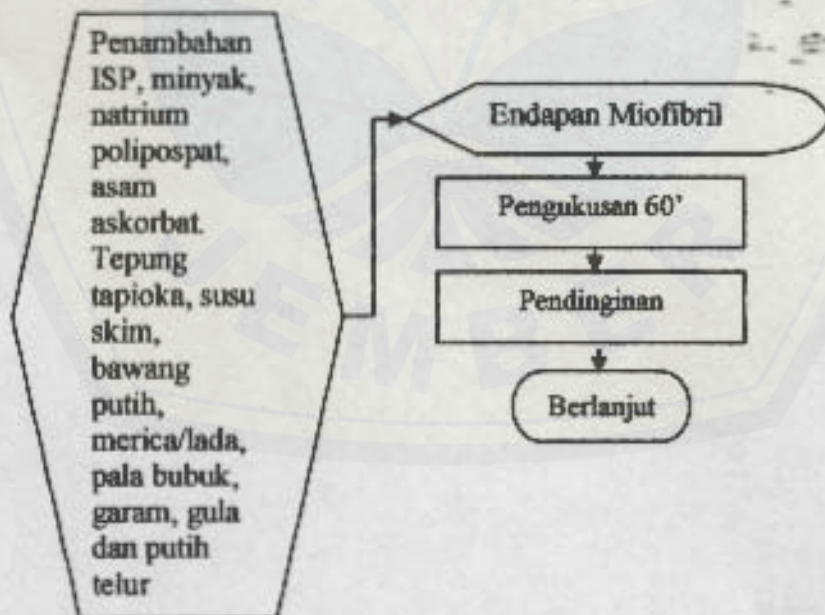 Penambahan
ISP, minyak,
natrium
polipospat,
asam
askorbat.
Tepung
tapioka, susu
skim,
bawang
putih,
merica/lada,
pala bubuk,
garam, gula
dan putih
telur
Endapan Miofibril
Pengukusan 60’
Pendinginan
Berlanjut
JEMBER